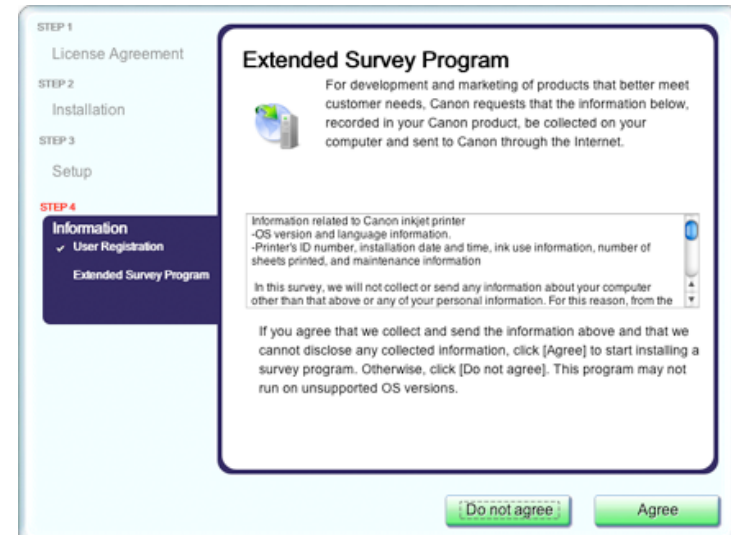 STEP 1
License Agreement
STEP 2
Installation
STEP 3
Setup
STEP 4
Information
User Registration
Extended Survey Program
Extended Survey Program
For development and marketing of products that better meet
customer needs, Canon requests that the information below,
recorded in your Canon product, be collected on your
computer and sent to Canon through the Internet.
Information related to Canon inkjet printer
-OS version and language information.
-Printer's ID number, installation date and time, ink use information, number of
sheets printed, and maintenance information
In this survey, we will not collect or send any information about your computer
other than that above or any of your personal information. For this reason, from the
If you agree that we collect and send the information above and that we
cannot disclose any collected information, click [Agree] to start installing a
survey program. Otherwise, click [Do not agree]. This program may not
run on unsupported OS versions.
Do not agree
Agree